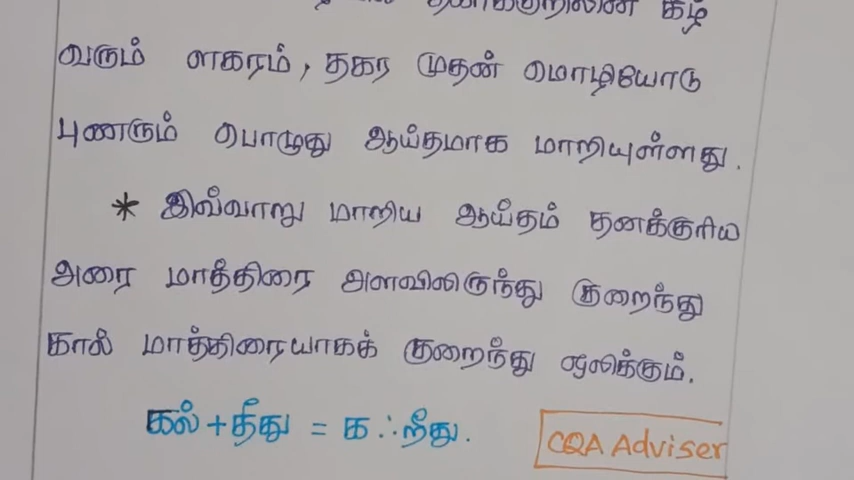 வரும் ளகரம், தகர முதன் மொழியோடு
புணரும் பொழுது ஆய்தமாக மாறியுள்ளது.
* இவ்வாறு மாறிய ஆய்தம் தனக்குரிய
அரை மாத்திரை அளவிலிருந்து குறைந்து
கால் மாத்திரையாகக் குறைந்து ஒலிக்கும்.
கல் + தீது = கஃறீது.
CQA Adviser